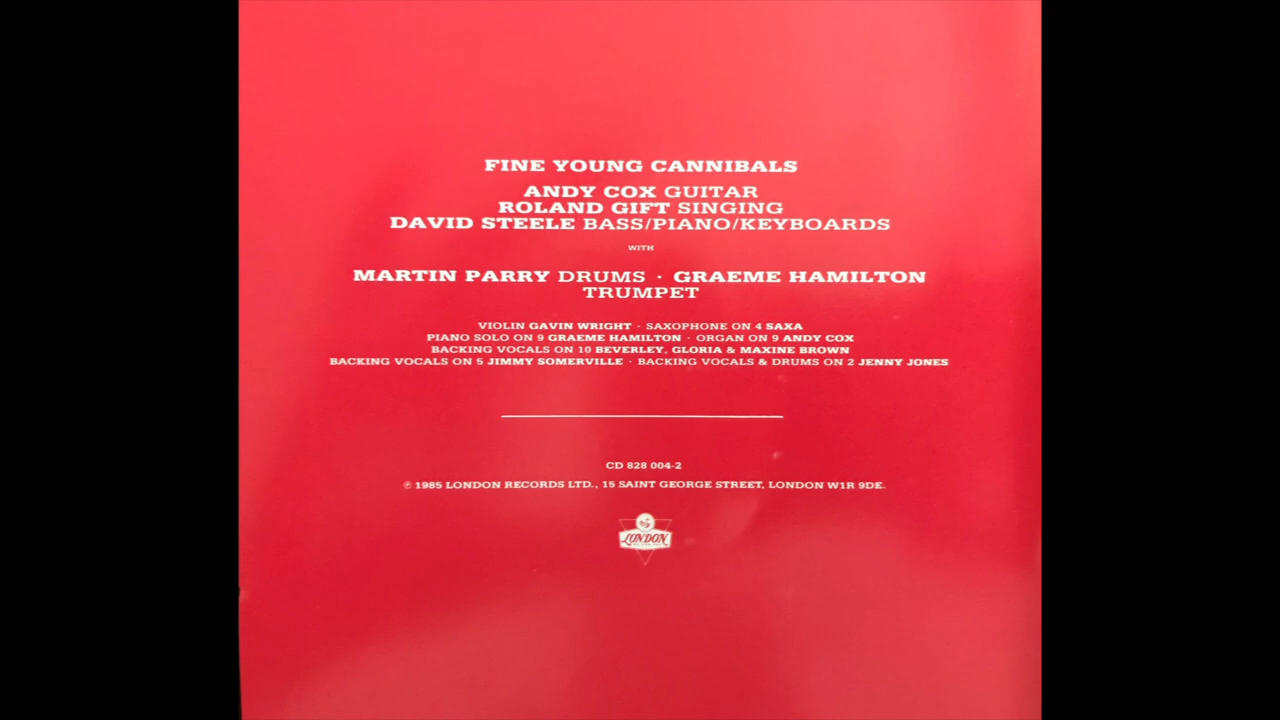 FINE YOUNG CANNIBALS
ANDY COX GUITAR
ROLAND GIFT SINGING
DAVID STEELE BASS/PIANO/KEYBOARDS
WITH
MARTIN PARRY DRUMS · GRAEME HAMILTON
TRUMPET
VIOLIN GAVIN WRIGHT · SAXOPHONE ON 4 SAXA
PIANO SOLO ON 9 GRAEME HAMILTON · ORGAN ON 9 ANDY COX
BACKING VOCALS ON 10 BEVERLEY, GLORIA & MAXINE BROWN
BACKING VOCALS ON 5 JIMMY SOMERVILLE · BACKING VOCALS & DRUMS ON 2 JENNY JONES
CD 828 004-2
℗ 1985 LONDON RECORDS LTD., 15 SAINT GEORGE STREET, LONDON W1R 9DE.
LONDON